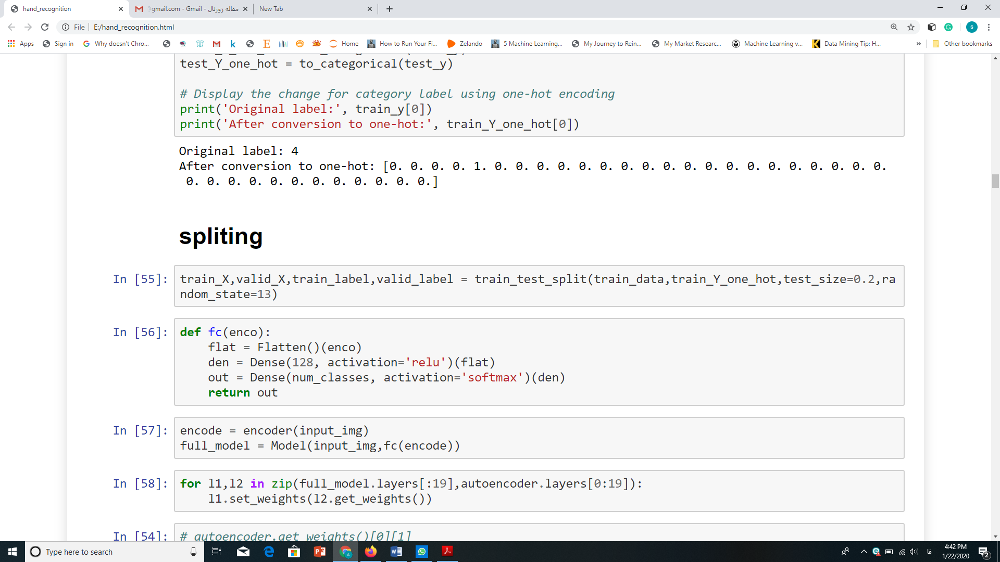 hand_recognition
@gmail.com - Gmail - مقاله ژورنال
New Tab
File
E:/hand_recognition.html
s
Apps
Sign in
Why doesn't Chro...
Home
How to Run Your Fi...
Zelando
5 Machine Learning...
My Journey to Rein...
My Market Researc...
Machine Learning v...
Data Mining Tip: H...
»
Other bookmarks
test_Y_one_hot = to_categorical(test_y)
# Display the change for category label using one-hot encoding
print('Original label:', train_y[0])
print('After conversion to one-hot:', train_Y_one_hot[0])
Original label: 4
After conversion to one-hot: [0. 0. 0. 0. 1. 0. 0. 0. 0. 0. 0. 0. 0. 0. 0. 0. 0. 0. 0. 0. 0. 0. 0. 0.
0. 0. 0. 0. 0. 0. 0. 0. 0. 0. 0. 0.]
spliting
In [55]:
train_X,valid_X,train_label,valid_label = train_test_split(train_data,train_Y_one_hot,test_size=0.2,ra
ndom_state=13)
In [56]:
def fc(enco):
flat = Flatten()(enco)
den = Dense(128, activation='relu')(flat)
out = Dense(num_classes, activation='softmax')(den)
return out
In [57]:
encode = encoder(input_img)
full_model = Model(input_img,fc(encode))
In [58]:
for l1,l2 in zip(full_model.layers[:19],autoencoder.layers[0:19]):
l1.set_weights(l2.get_weights())
In [54]:
# autoencoder.get_weights()[0][1]
Type here to search
فا
4:42 PM
1/22/2020
2